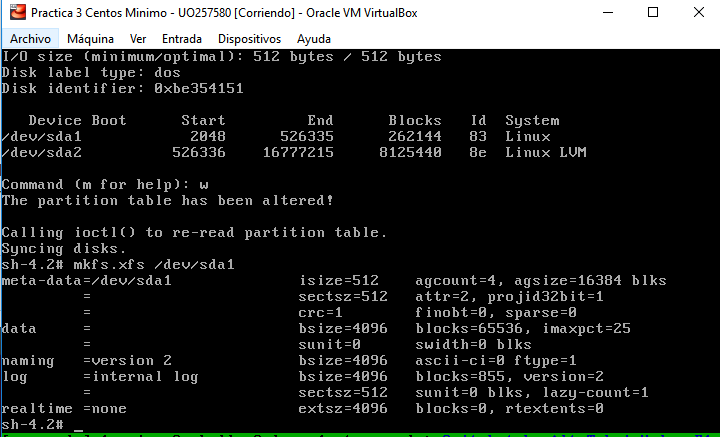 Practica 3 Centos Minimo - UO257580 [Corriendo] - Oracle VM VirtualBox
Archivo Máquina Ver Entrada Dispositivos Ayuda
I/O size (minimum/optimal): 512 bytes / 512 bytes
Disk label type: dos
Disk identifier: 0xbe354151
Device Boot Start End Blocks Id System
/dev/sda1 2048 526335 262144 83 Linux
/dev/sda2 526336 16777215 8125440 8e Linux LVM
Command (m for help): w
The partition table has been altered!
Calling ioctl() to re-read partition table.
Syncing disks.
sh-4.2# mkfs.xfs /dev/sda1
meta-data=/dev/sda1 isize=512 agcount=4, agsize=16384 blks
= sectsz=512 attr=2, projid32bit=1
= crc=1 finobt=0, sparse=0
data = bsize=4096 blocks=65536, imaxpct=25
= sunit=0 swidth=0 blks
naming =version 2 bsize=4096 ascii-ci=0 ftype=1
log =internal log bsize=4096 blocks=855, version=2
= sectsz=512 sunit=0 blks, lazy-count=1
realtime =none extsz=4096 blocks=0, rtextents=0
sh-4.2# _